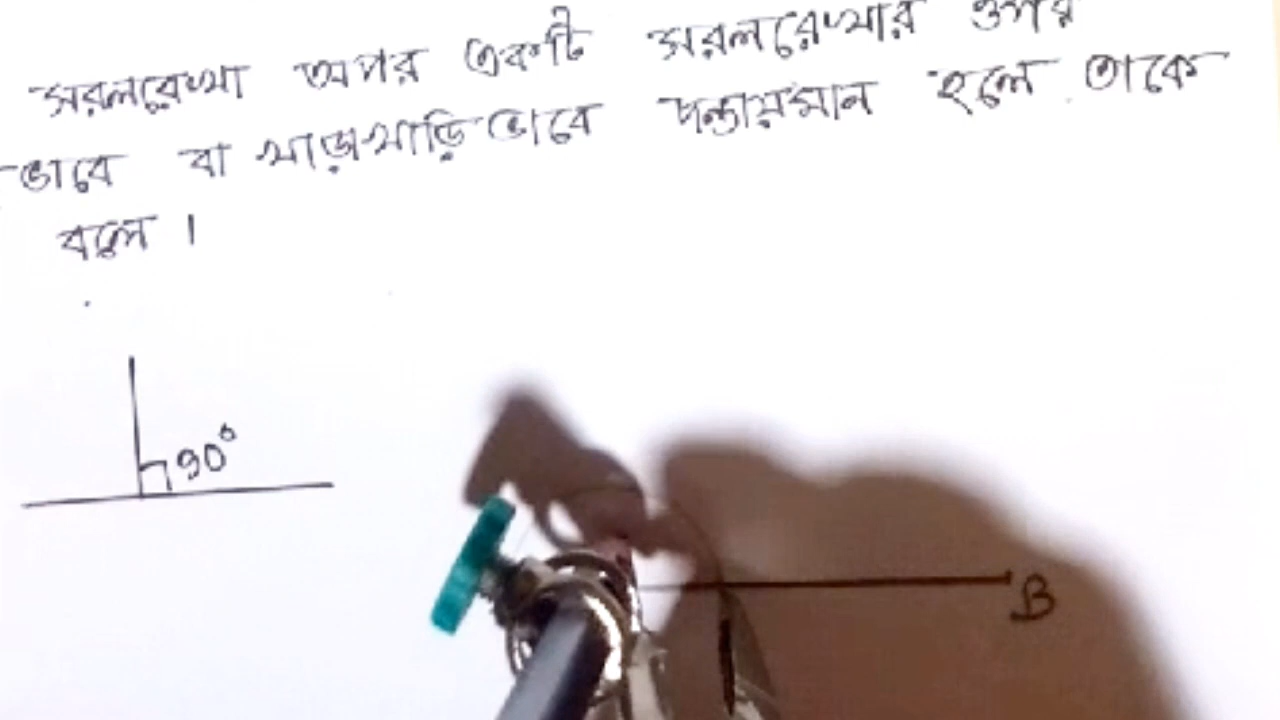 সরলরেখা অপর একটি সরলরেখার ওপর
ভাবে বা খাড়াখাড়িভাবে দন্ডায়মান হলে তাকে
বলে ।
90°
B